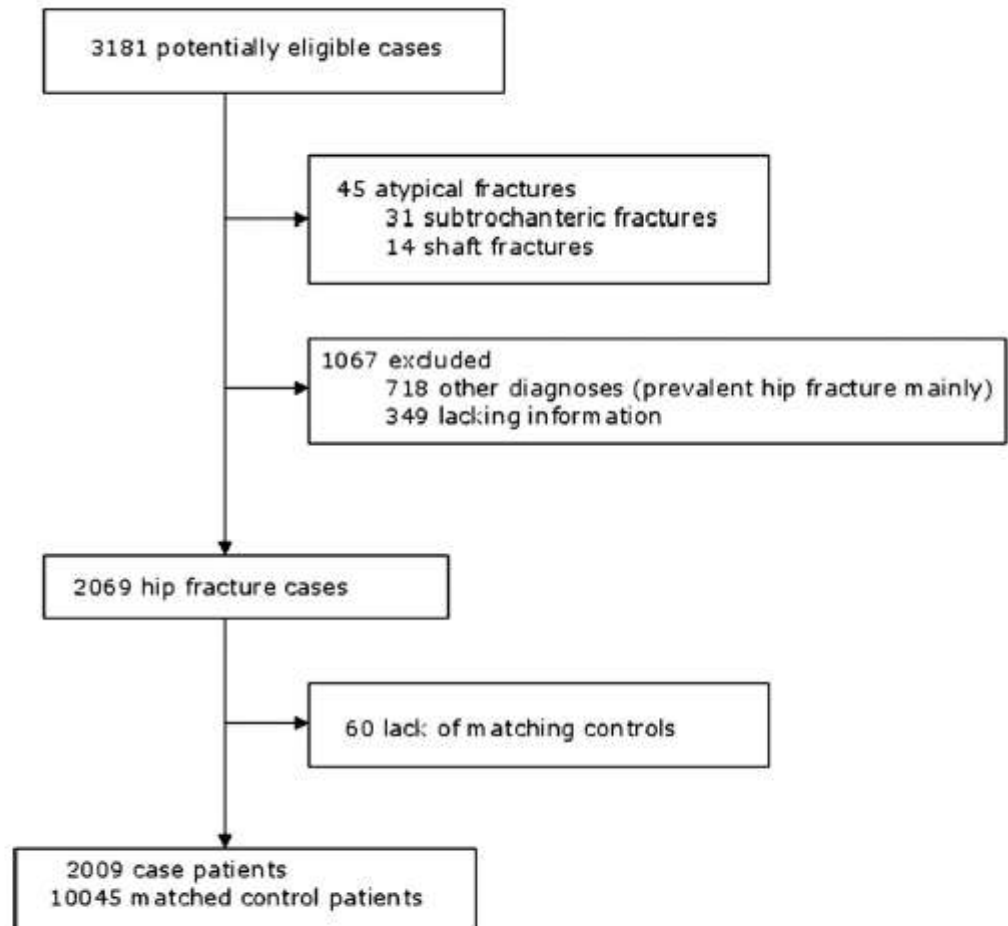 3181 potentially eligible cases
45 atypical fractures
31 subtrochanteric fractures
14 shaft fractures
1067 excluded
718 other diagnoses (prevalent hip fracture mainly)
349 lacking information
2069 hip fracture cases
60 lack of matching controls
2009 case patients
10045 matched control patients